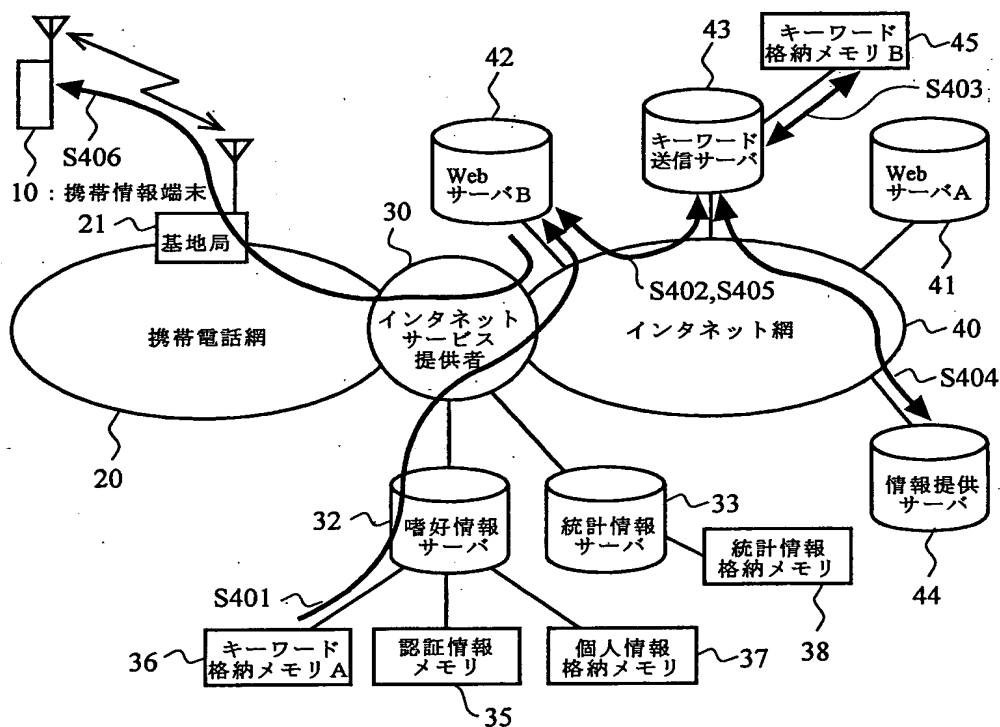 キーワード
格納メモリB
45
43
42
S403
キーワード
送信サーバ
Web
サーバB
Web
サーバA
S406
10：携帯情報端末
21
基地局
30
S402,S405
41
インタネット
サービス
提供者
携帯電話網
インタネット網
40
S404
20
32
嗜好情報
サーバ
33
統計情報
サーバ
情報提供
サーバ
統計情報
格納メモリ
44
S401
38
36
キーワード
格納メモリA
認証情報
メモリ
個人情報
格納メモリ
37
35